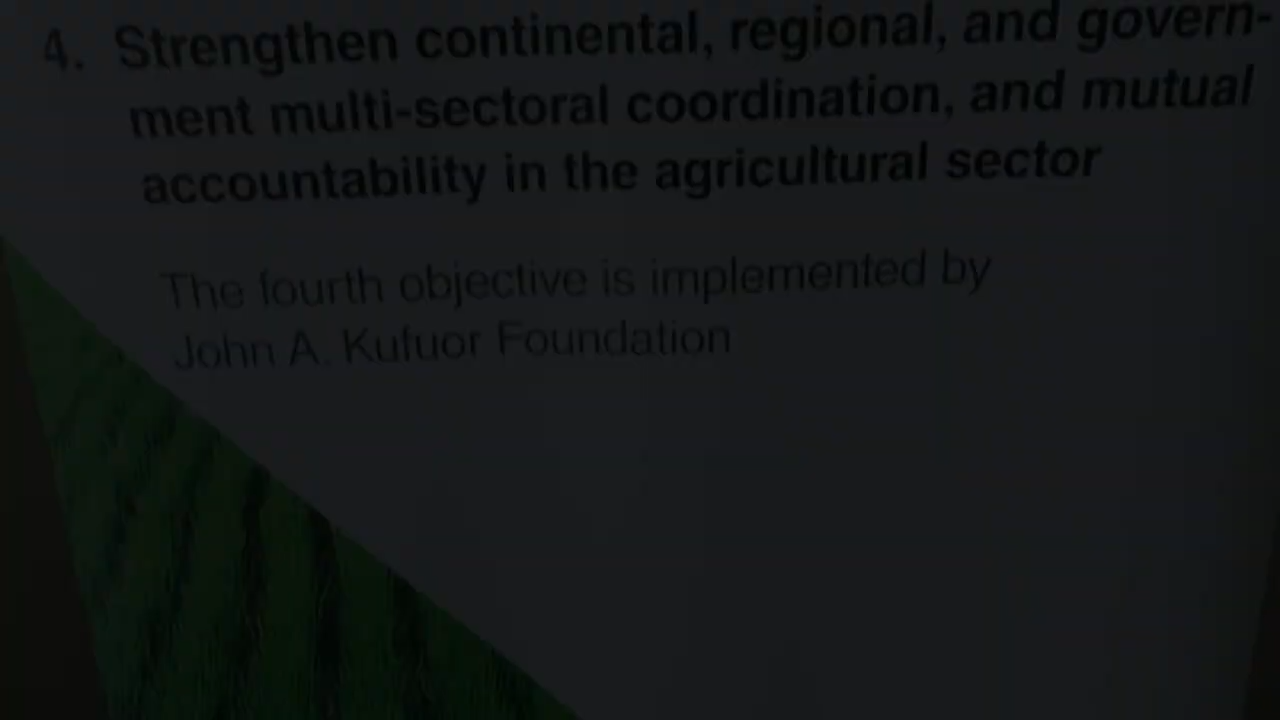 4. Strengthen continental, regional, and govern-
ment multi-sectoral coordination, and mutual
accountability in the agricultural sector
The fourth objective is implemented by
John A. Kufuor Foundation